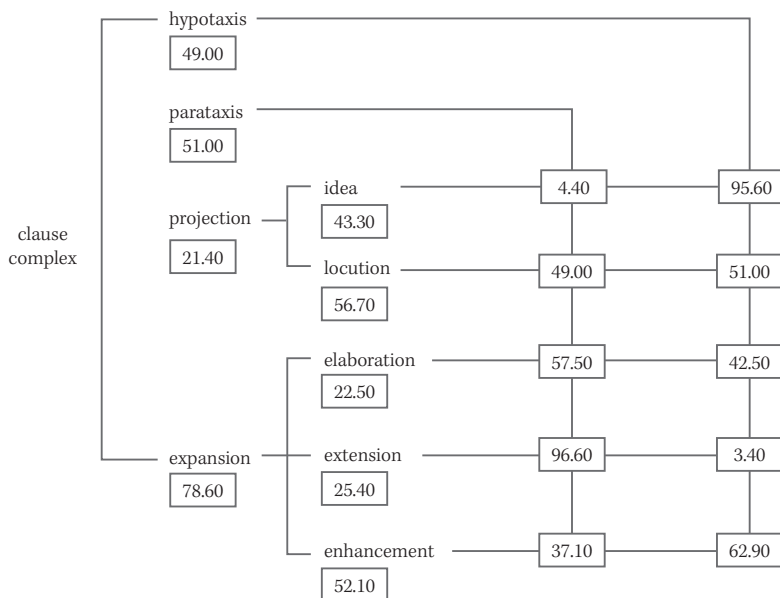 hypotaxis
49.00
parataxis
51.00
idea 4.40 95.60
projection 43.30
clause
complex
21.40
locution 49.00 51.00
56.70
elaboration 57.50 42.50
22.50
expansion extension 96.60 3.40
78.60 25.40
enhancement 37.10 62.90
52.10